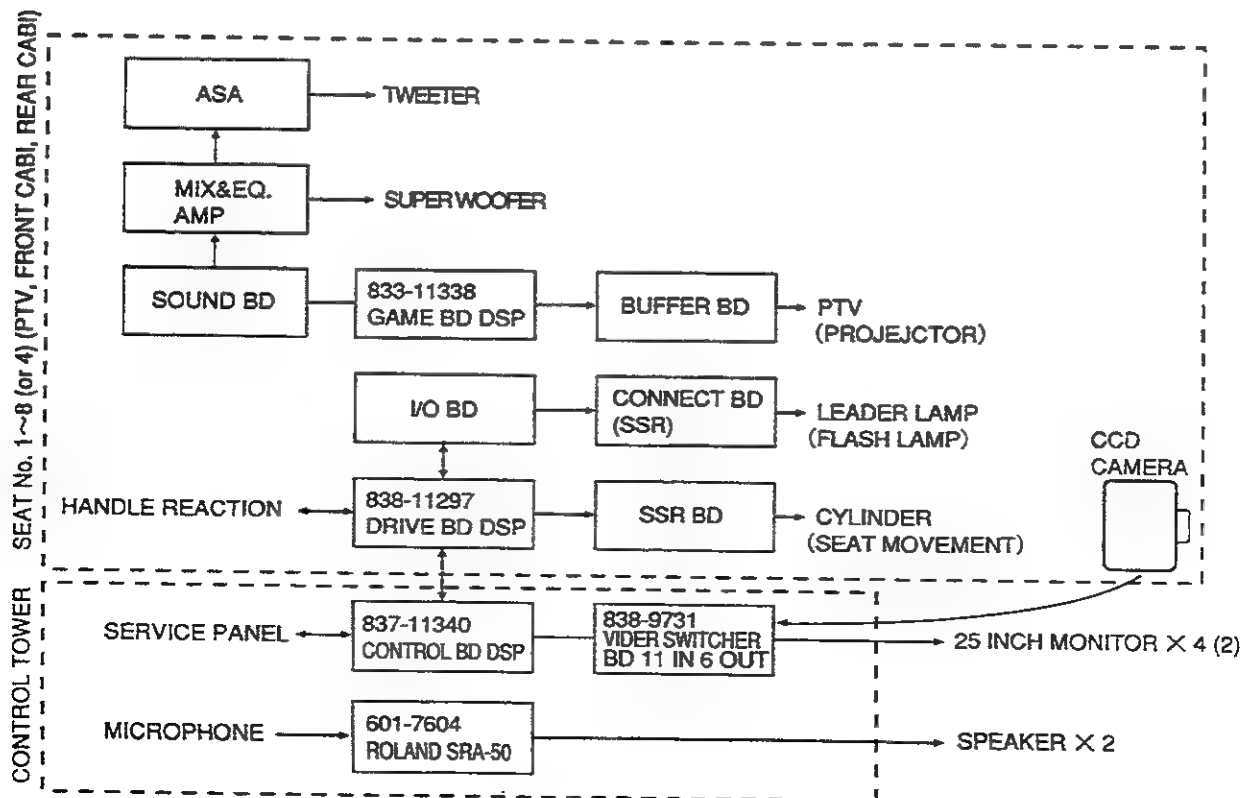 SEAT No. 1~8 (or 4) (PTV, FRONT CABI, REAR CABI)
ASA
TWEETER
MIX&EQ.
AMP
SUPER WOOFER
SOUND BD
833-11338
GAME BD DSP
BUFFER BD
PTV
(PROJEJCTOR)
I/O BD
CONNECT BD
(SSR)
LEADER LAMP
(FLASH LAMP)
CCD
CAMERA
HANDLE REACTION
838-11297
DRIVE BD DSP
SSR BD
CYLINDER
(SEAT MOVEMENT)
CONTROL TOWER
SERVICE PANEL
837-11340
CONTROL BD DSP
838-9731
VIDER SWITCHER
BD 11 IN 6 OUT
25 INCH MONITOR × 4 (2)
MICROPHONE
601-7604
ROLAND SRA-50
SPEAKER × 2